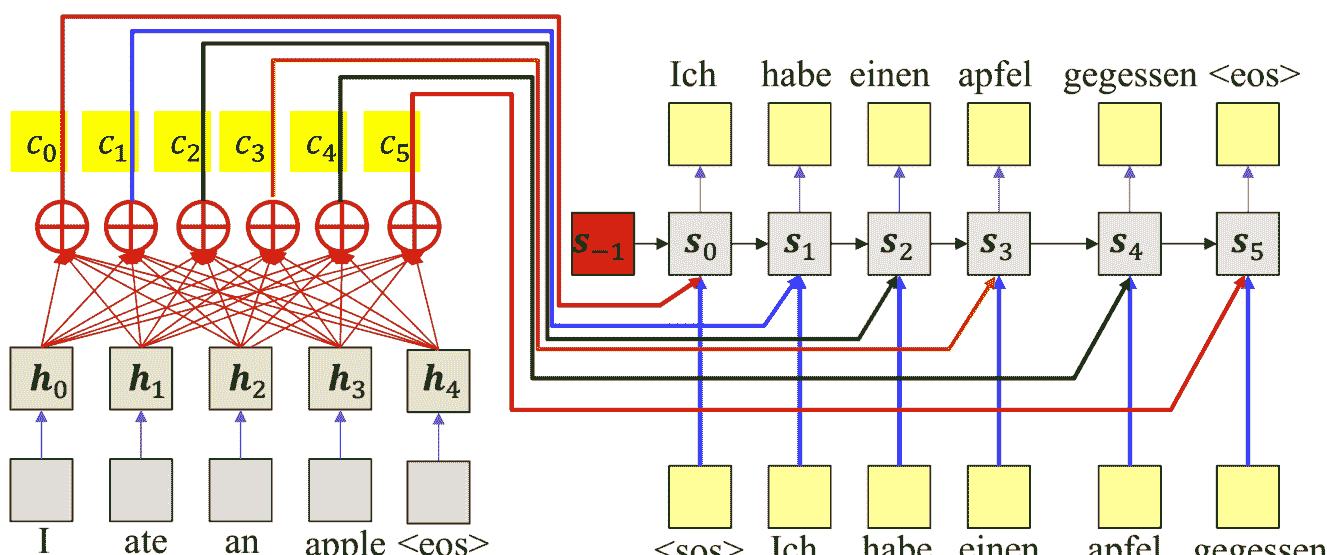 Ich habe einen apfel gegessen <eos>
c₀ c₁ c₂ c₃ c₄ c₅
s₋₁ s₀ s₁ s₂ s₃ s₄ s₅
h₀ h₁ h₂ h₃ h₄
I ate an apple <eos>
<sos> Ich habe einen apfel gegessen